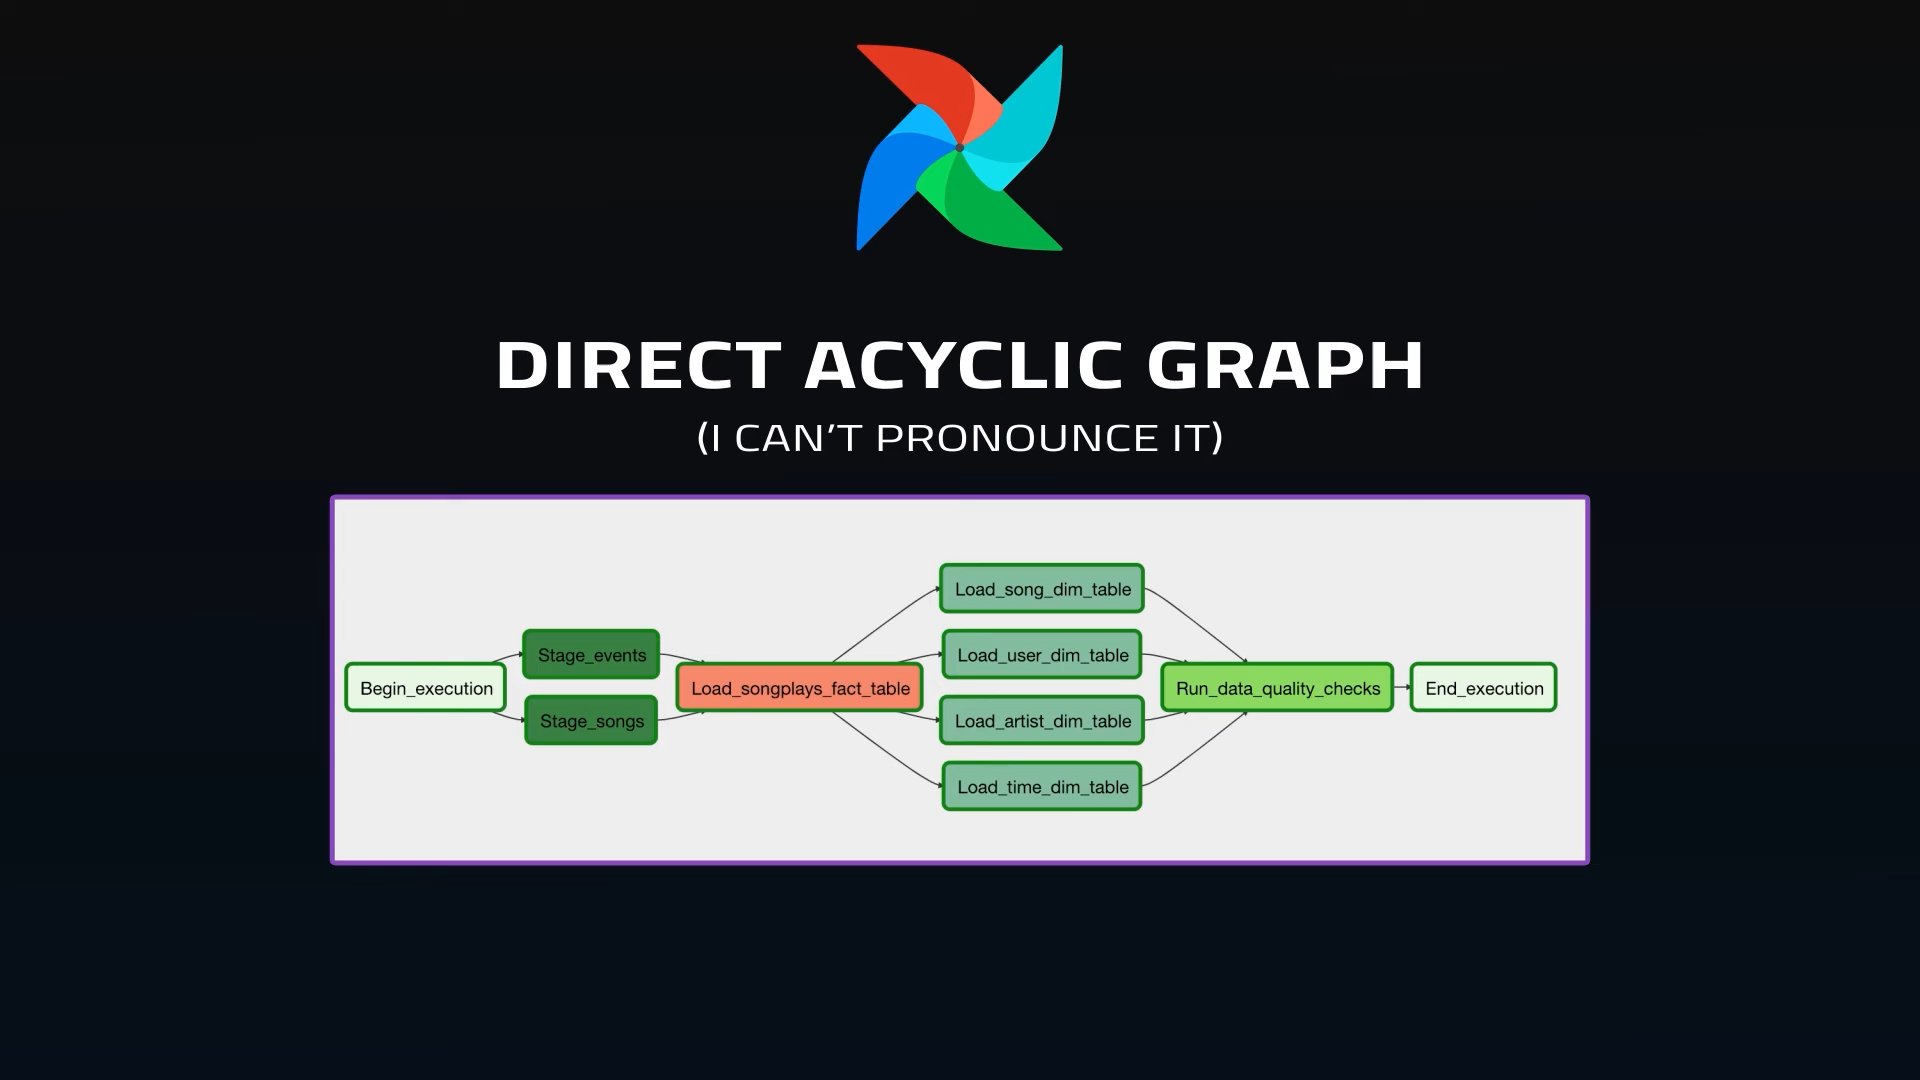 DIRECT ACYCLIC GRAPH
(I CAN'T PRONOUNCE IT)
Begin_execution
Stage_events
Stage_songs
Load_songplays_fact_table
Load_song_dim_table
Load_user_dim_table
Load_artist_dim_table
Load_time_dim_table
Run_data_quality_checks
End_execution